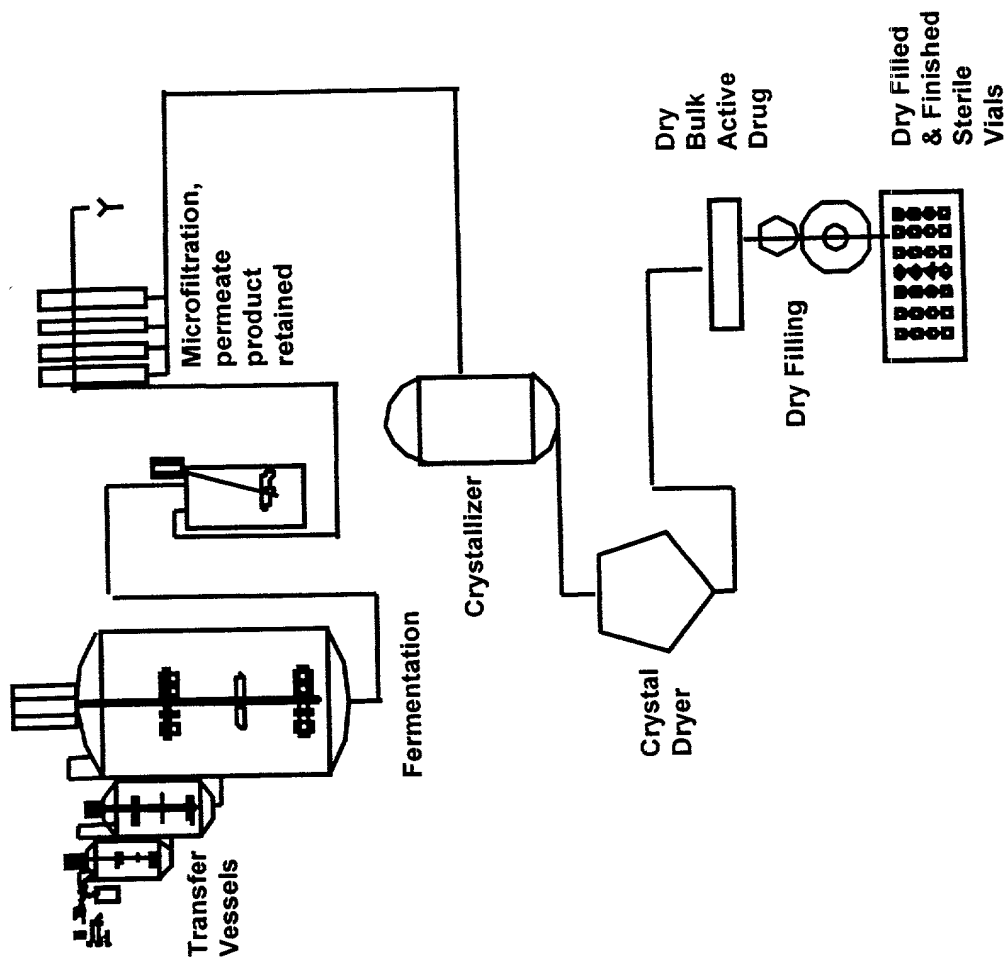 Transfer
Vessels
Fermentation
Microfiltration,
permeate
product
retained
Crystallizer
Crystal
Dryer
Dry Filling
Dry
Bulk
Active
Drug
Dry Filled
& Finished
Sterile
Vials